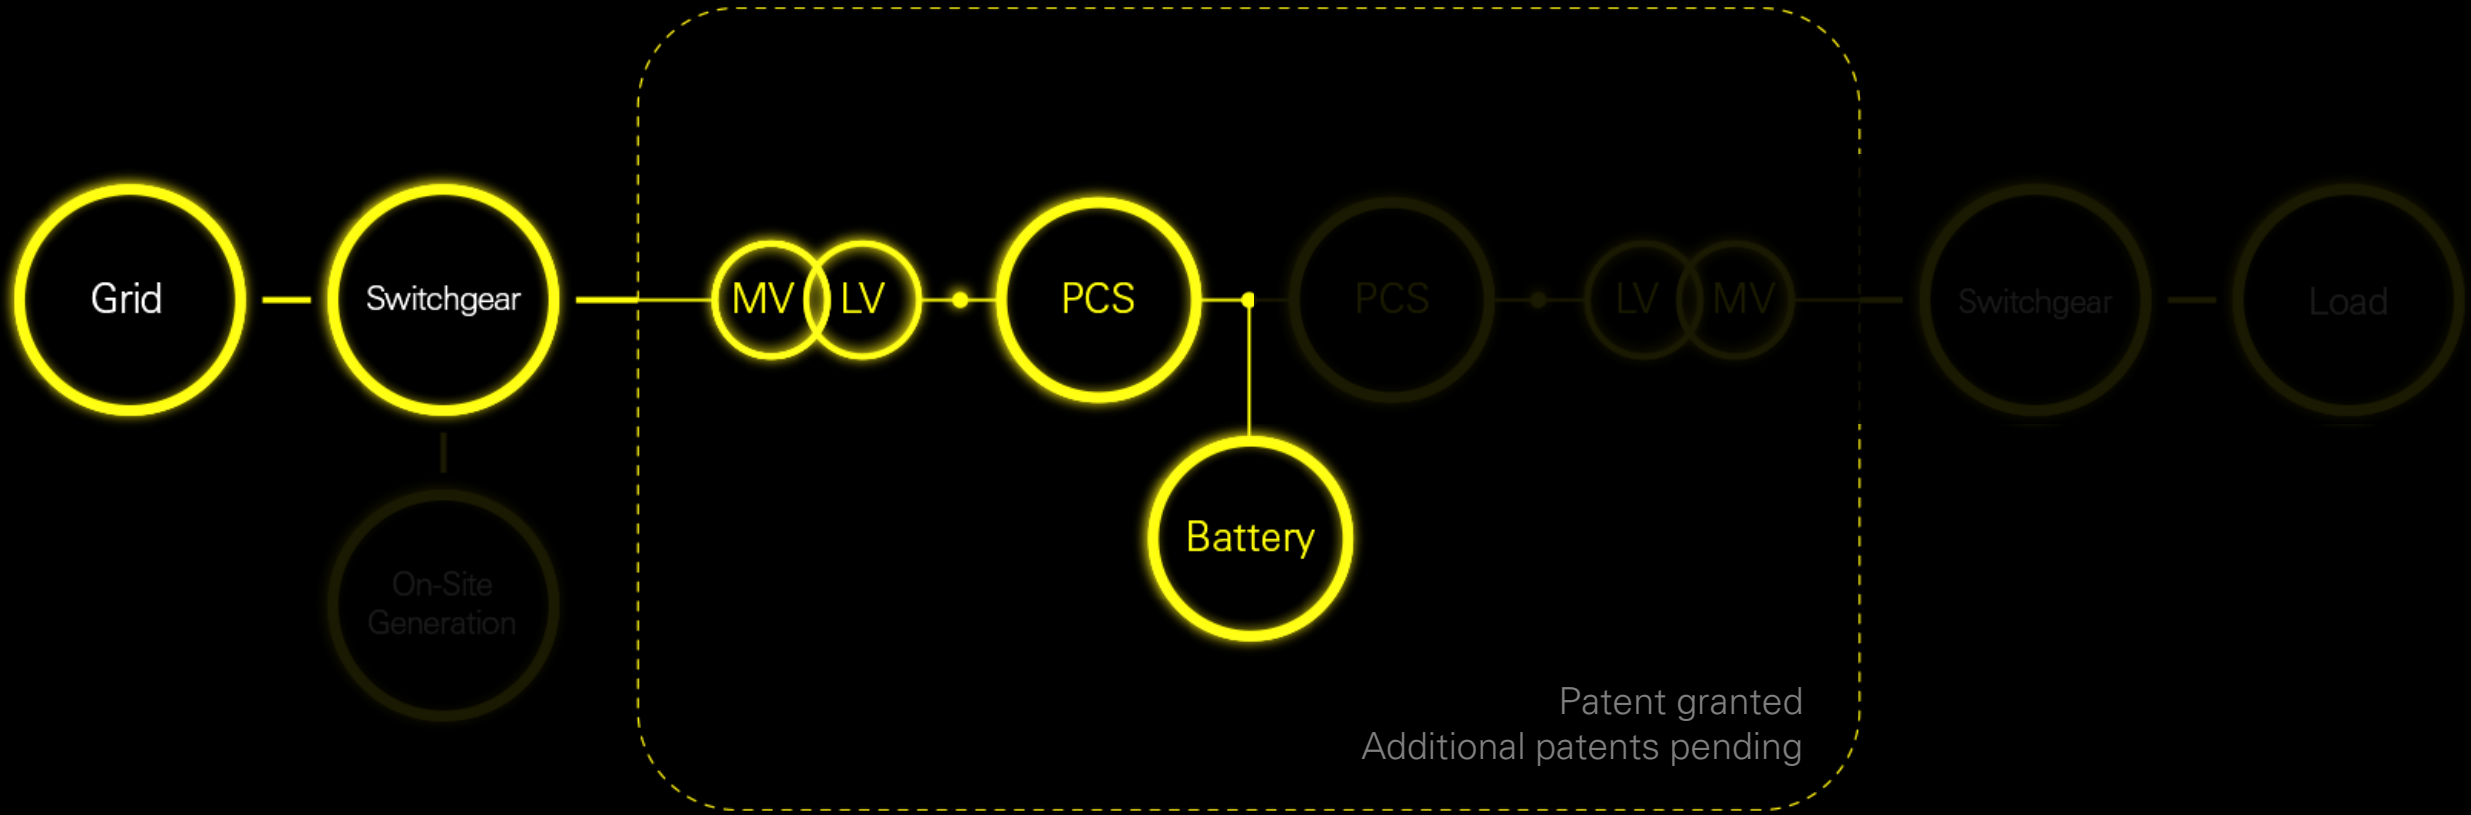 Grid
Switchgear
MV
LV
PCS
PCS
LV
MV
Switchgear
Load
Battery
On-Site
Generation
Patent granted
Additional patents pending